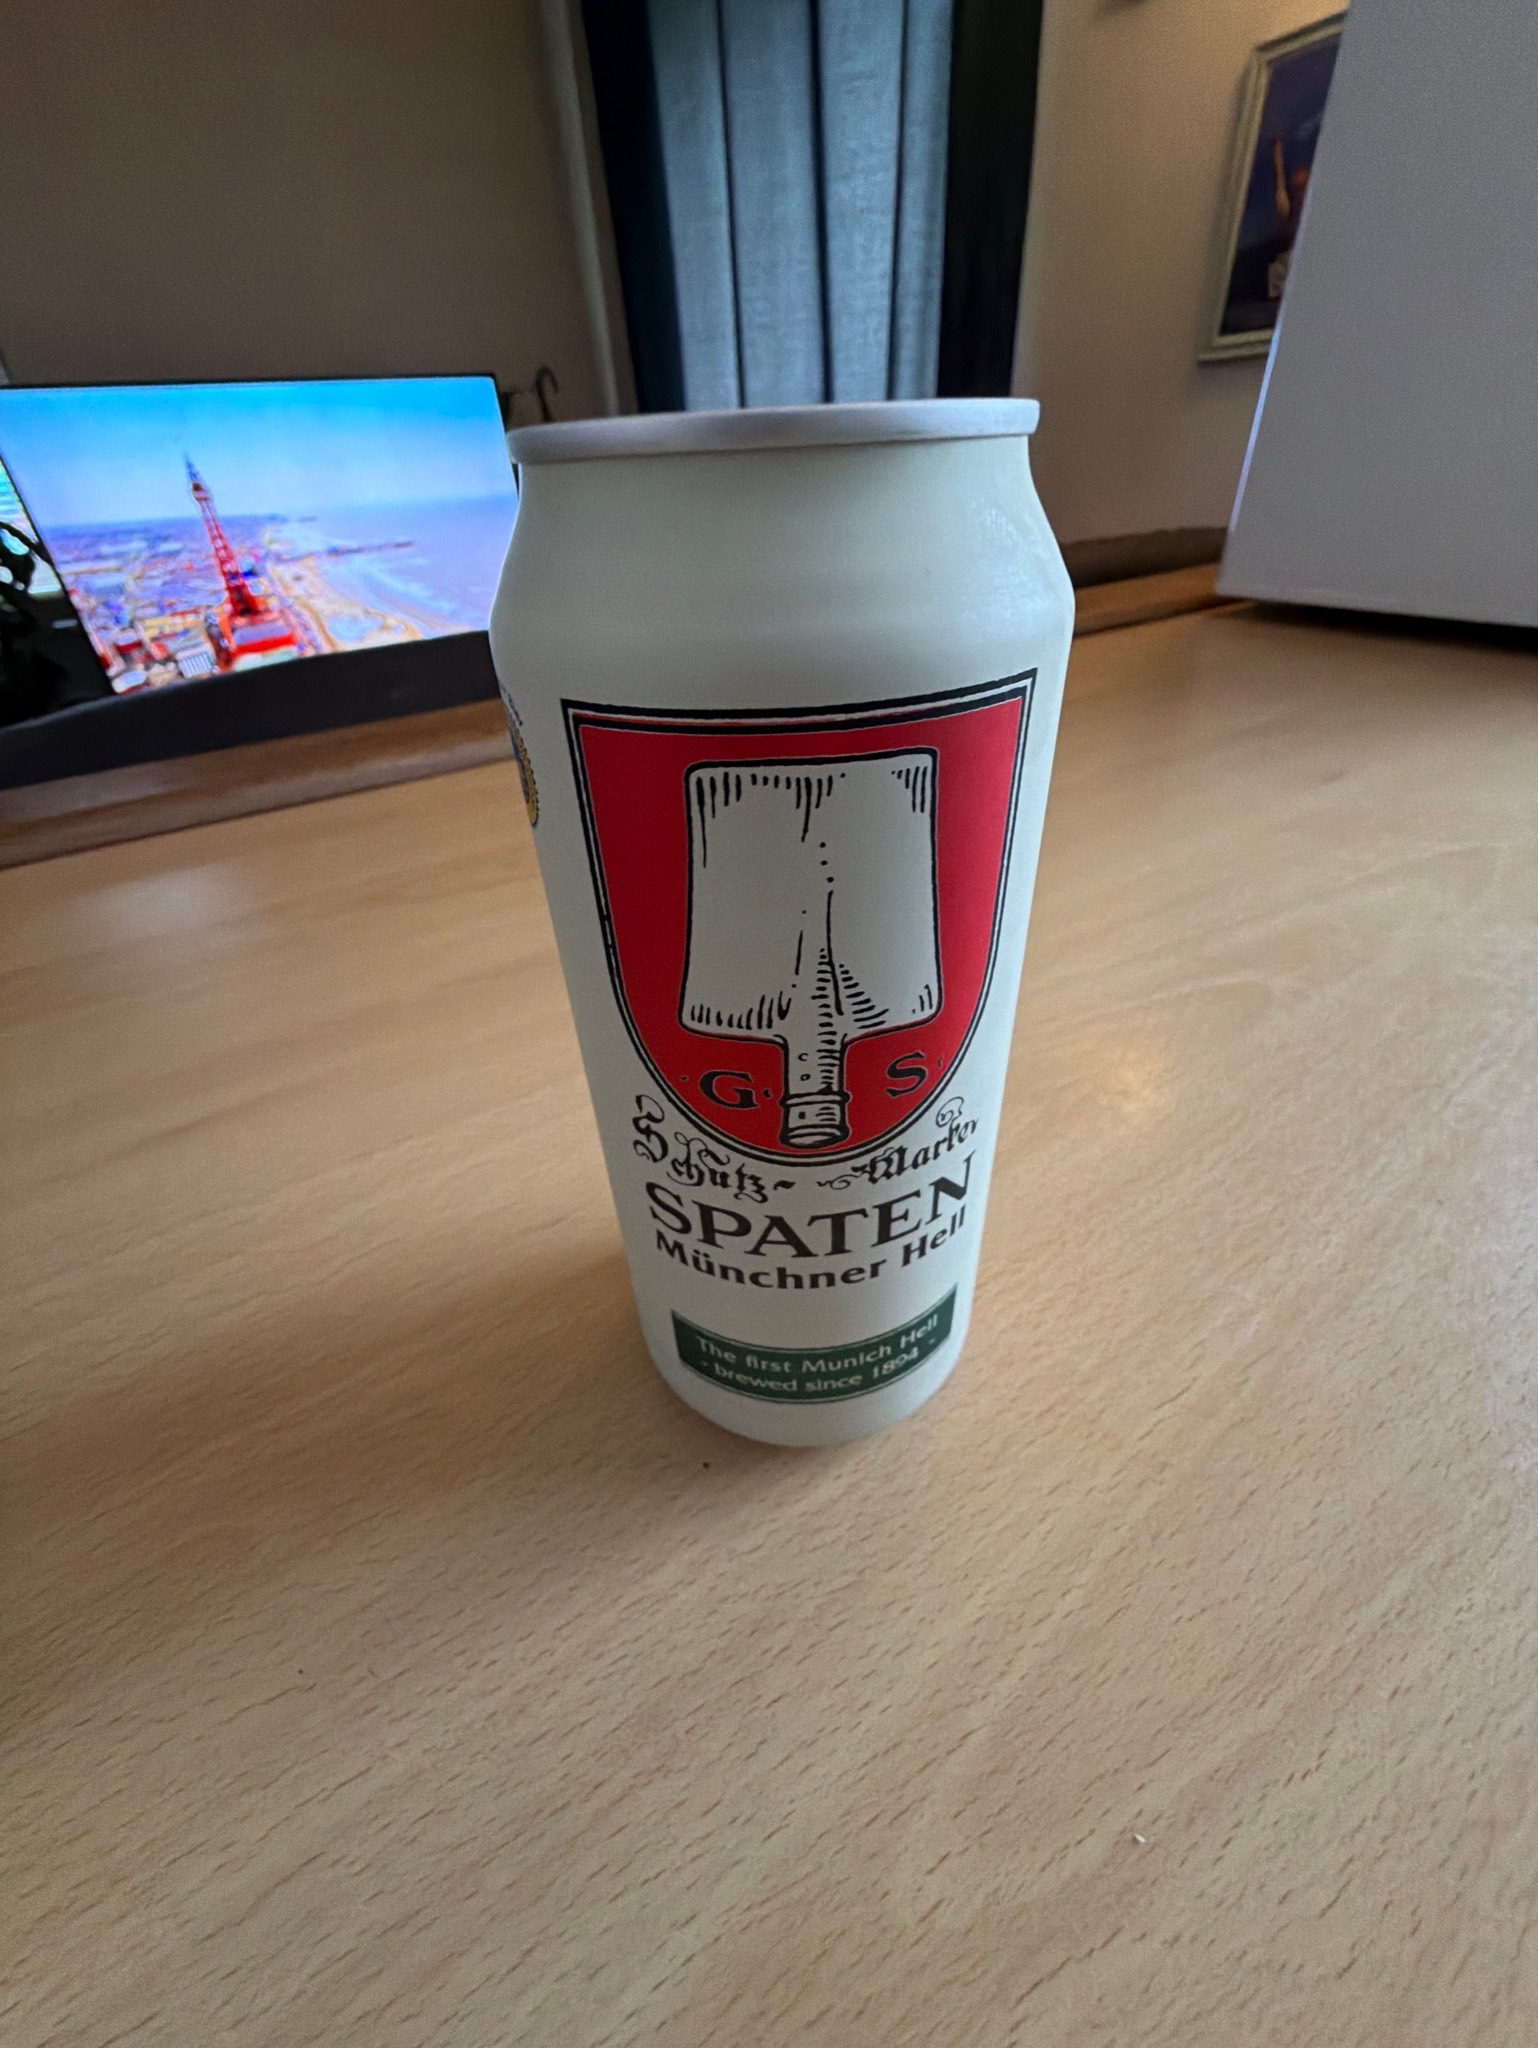 G S
Schutz-Marke
SPATEN
Münchner Hell
The first Munich Hell
- brewed since 1894 -